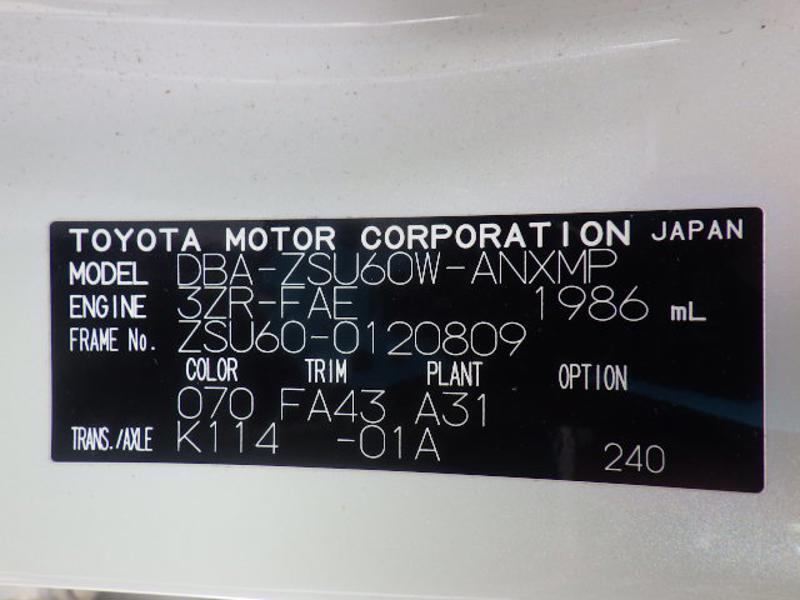 TOYOTA MOTOR CORPORATION JAPAN
MODEL DBA-ZSU60W-ANXMP
ENGINE 3ZR-FAE 1986 mL
FRAME No. ZSU60-0120809
COLOR TRIM PLANT OPTION
070 FA43 A31
TRANS./AXLE K114 -01A 240